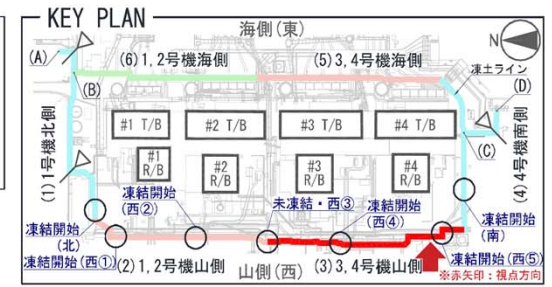 KEY PLAN
海側(東)
N
(A)
(6)1,2号機海側
(5)3,4号機海側
凍土ライン
(B)
(D)
#1 T/B
#2 T/B
#3 T/B
#4 T/B
(C)
(1)1号機北側
#1
R/B
#2
R/B
#3
R/B
#4
R/B
(4)4号機南側
凍結開始
(西②)
未凍結・西③
凍結開始
(西④)
凍結開始
(北)
凍結開始
(南)
凍結開始(西①)
(2)1,2号機山側
山側(西)
(3)3,4号機山側
凍結開始(西⑤)
※赤矢印：視点方向